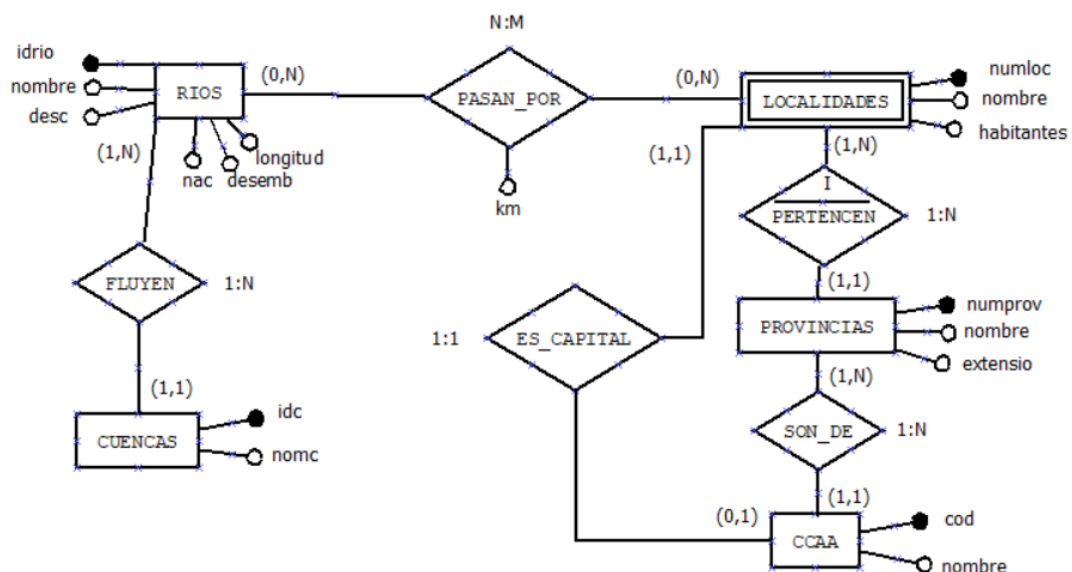 N:M
idrio
nombre
desc
RIOS
(0,N)
PASAN_POR
(0,N)
LOCALIDADES
numloc
nombre
habitantes
(1,N)
nac
desemb
longitud
km
(1,1)
(1,N)
I
PERTENCEN
1:N
FLUYEN
1:N
(1,1)
PROVINCIAS
numprov
nombre
extensio
1:1
ES_CAPITAL
(1,N)
(1,1)
SON_DE
1:N
CUENCAS
idc
nomc
(0,1)
(1,1)
CCAA
cod
nombre